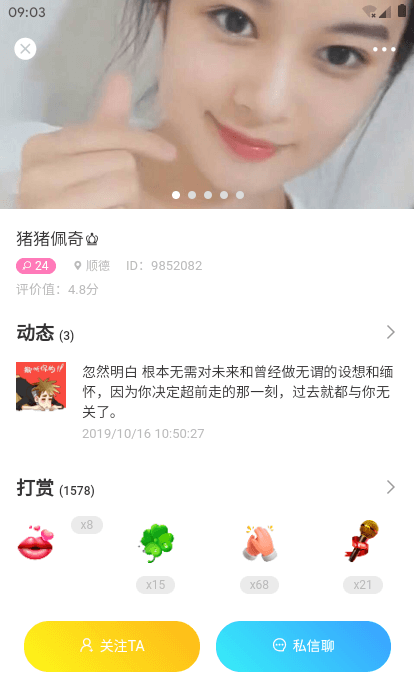 09:03
猪猪佩奇
24
顺德
ID：9852082
评价值：4.8分
动态 (3)
忽然明白 根本无需对未来和曾经做无谓的设想和缅
怀，因为你决定超前走的那一刻，过去就都与你无
关了。
2019/10/16 10:50:27
打赏 (1578)
x8
x15
x68
x21
关注TA
私信聊